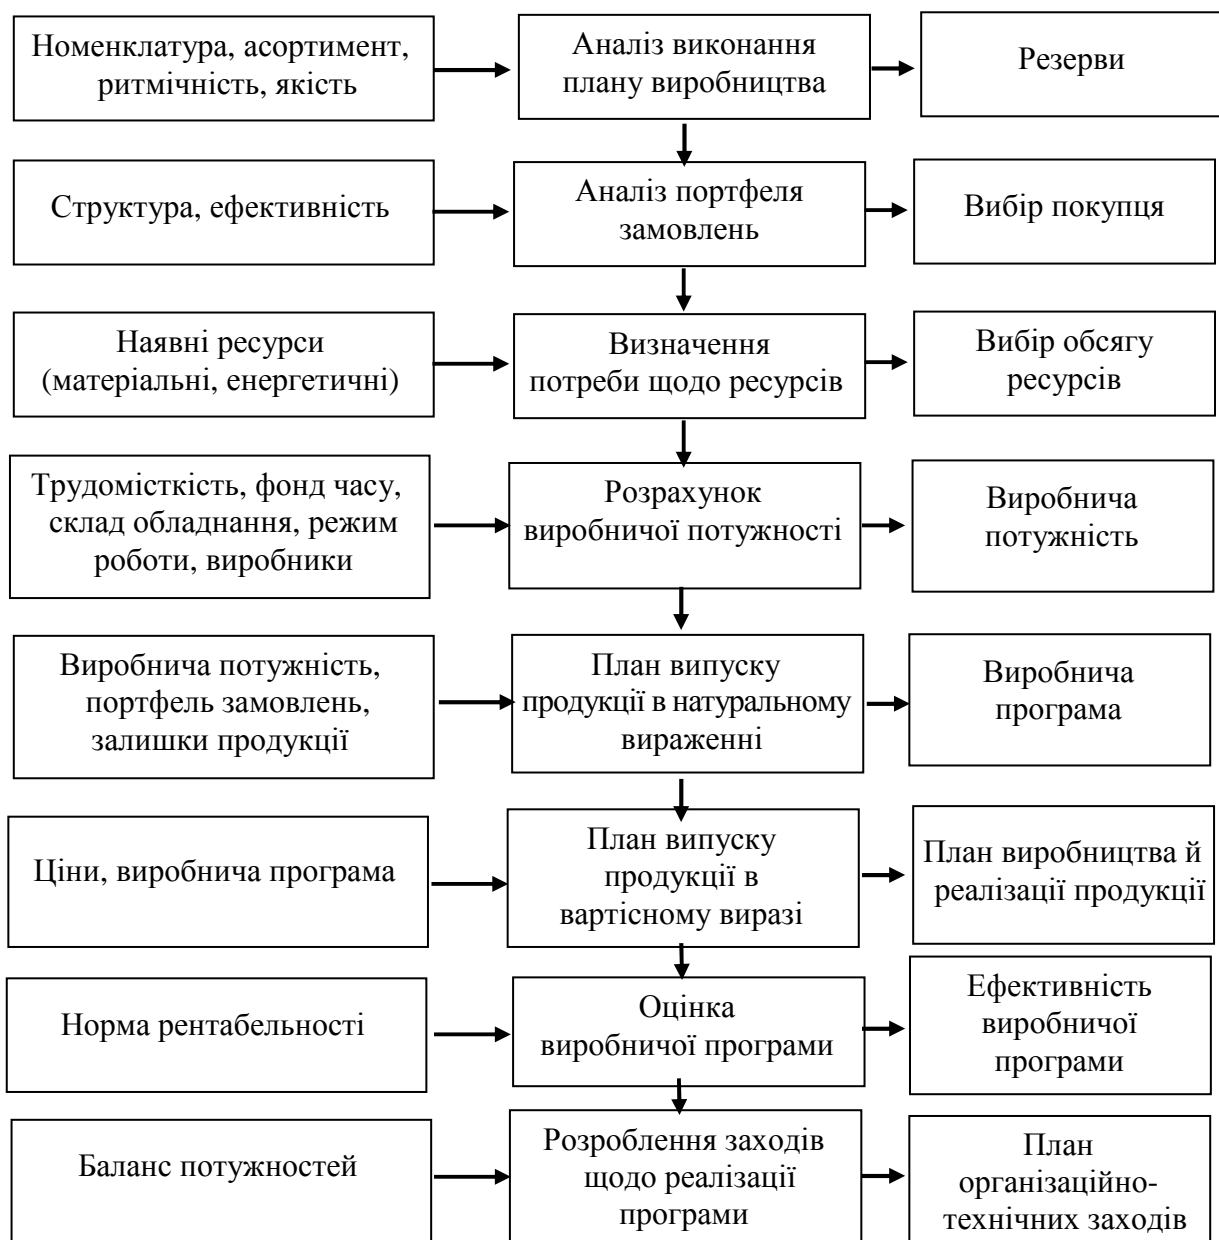 Номенклатура, асортимент,
ритмічність, якість
Аналіз виконання
плану виробництва
Резерви
Структура, ефективність
Аналіз портфеля
замовлень
Вибір покупця
Наявні ресурси
(матеріальні, енергетичні)
Визначення
потреби щодо ресурсів
Вибір обсягу
ресурсів
Трудомісткість, фонд часу,
склад обладнання, режим
роботи, виробники
Розрахунок
виробничої потужності
Виробнича
потужність
Виробнича потужність,
портфель замовлень,
залишки продукції
План випуску
продукції в натуральному
вираженні
Виробнича
програма
Ціни, виробнича програма
План випуску
продукції в
вартісному виразі
План виробництва й
реалізації продукції
Норма рентабельності
Оцінка
виробничої програми
Ефективність
виробничої
програми
Баланс потужностей
Розроблення заходів
щодо реалізації
програми
План
організаційно-
технічних заходів